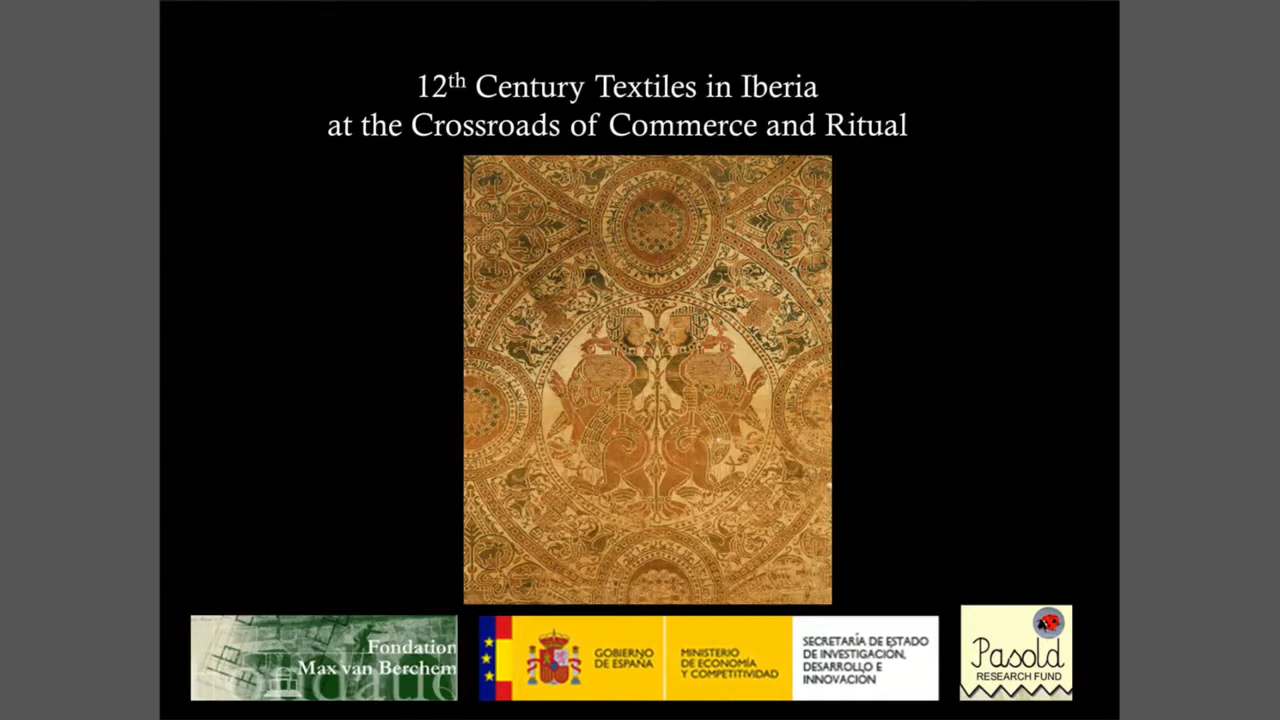 12th Century Textiles in Iberia
at the Crossroads of Commerce and Ritual
Fondation
Max van Berchem
fondatio
GOBIERNO
DE ESPAÑA
MINISTERIO
DE ECONOMÍA
Y COMPETITIVIDAD
SECRETARÍA DE ESTADO
DE INVESTIGACIÓN,
DESARROLLO E
INNOVACIÓN
Pasold
RESEARCH FUND